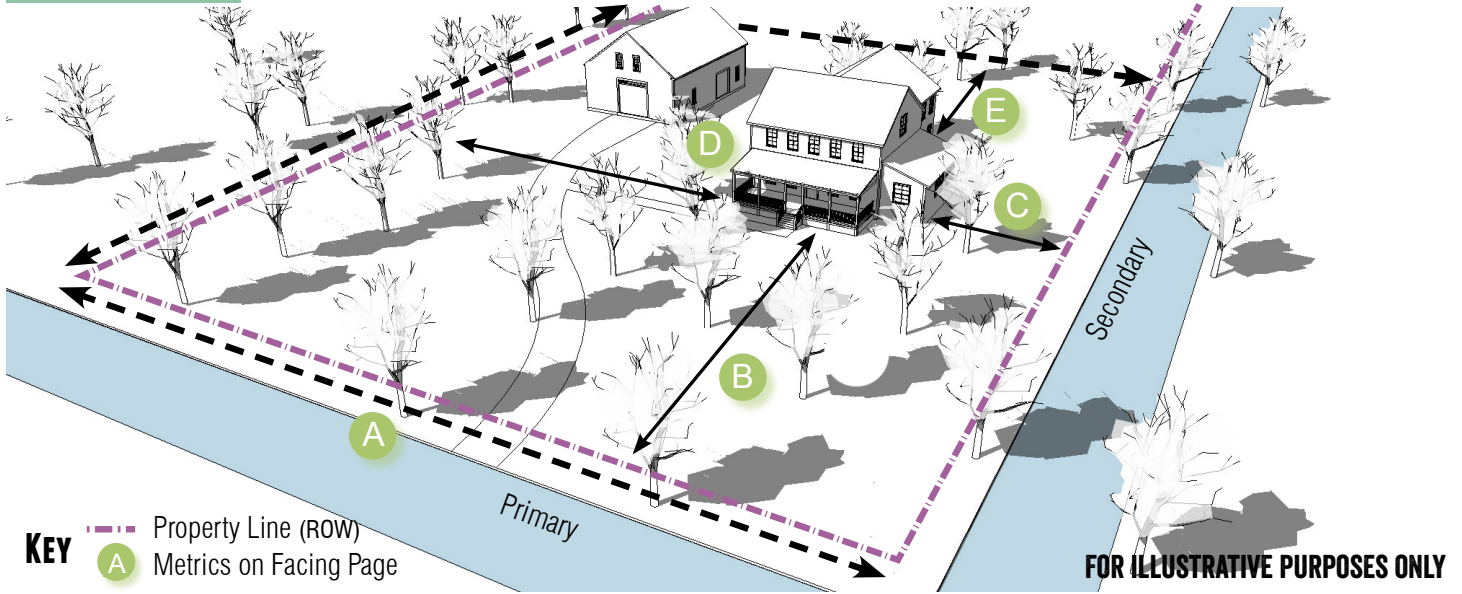 E
D
C
Secondary
B
A
Primary
KEY
Property Line (ROW)
A Metrics on Facing Page
FOR ILLUSTRATIVE PURPOSES ONLY